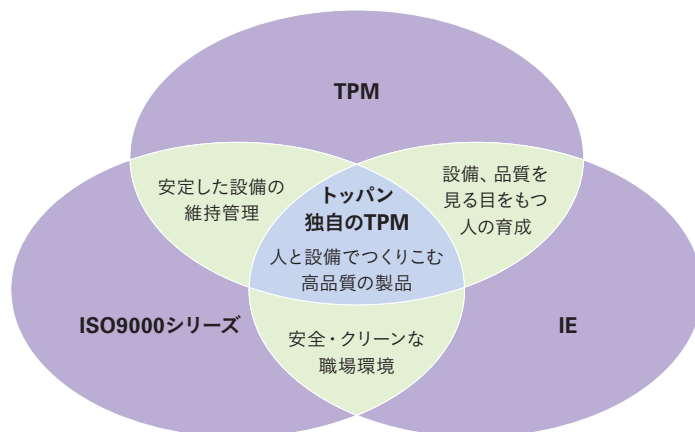 TPM
安定した設備の
維持管理
設備、品質を
見る目をもつ
人の育成
トッパン
独自のTPM
人と設備でつくりこむ
高品質の製品
ISO9000シリーズ
IE
安全・クリーンな
職場環境